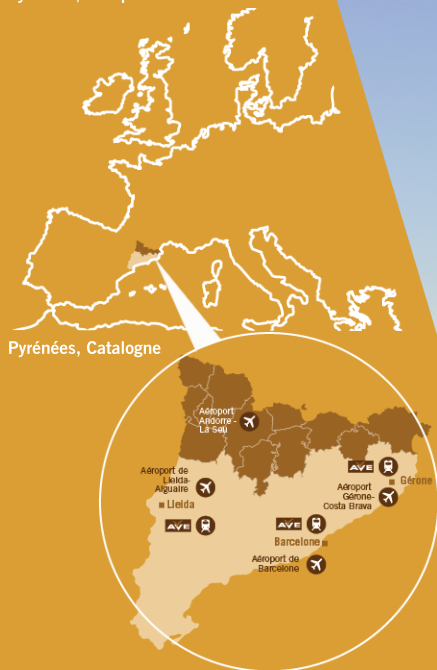 Pyrénées, Catalogne
Aéroport
Andorre -
La Seu
Aéroport de
Lleida-
Alguaire
Lleida
AVE
AVE
Gérone
Aéroport
Gérone-
Costa Brava
AVE
Barcelone
Aéroport de
Barcelone